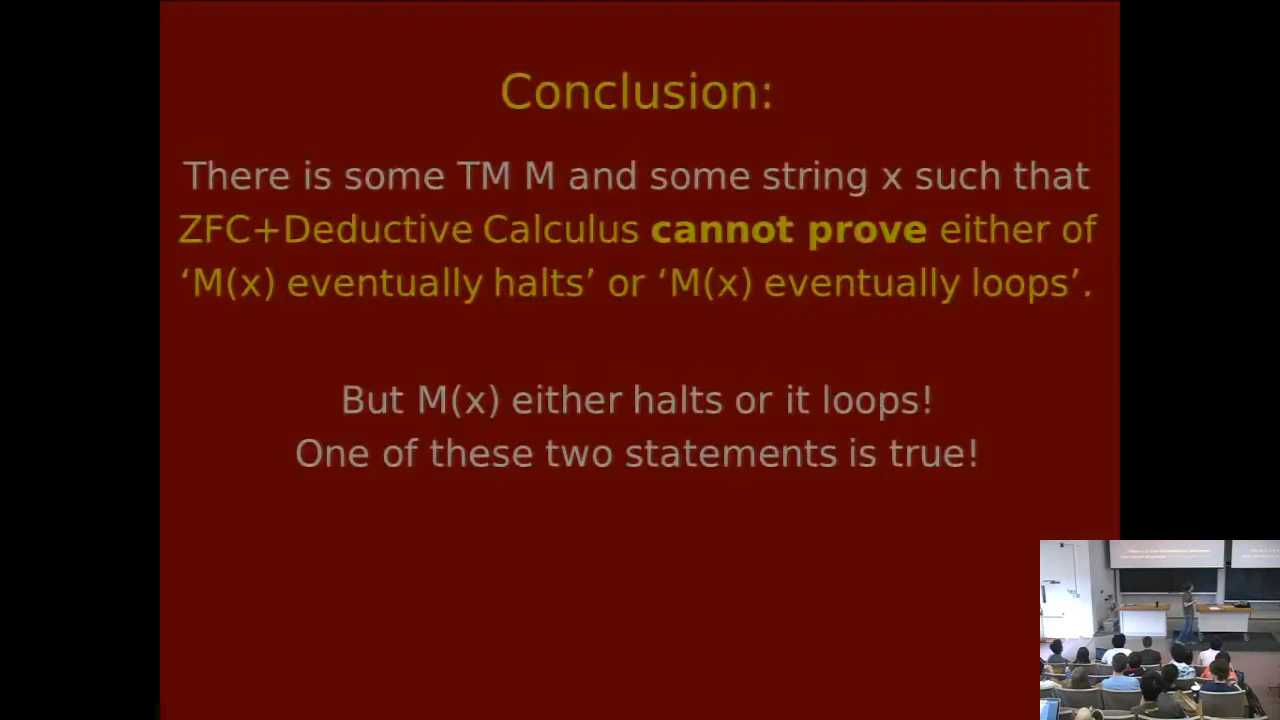 Conclusion:
There is some TM M and some string x such that
ZFC+Deductive Calculus cannot prove either of
‘M(x) eventually halts’ or ‘M(x) eventually loops’.
But M(x) either halts or it loops!
One of these two statements is true!